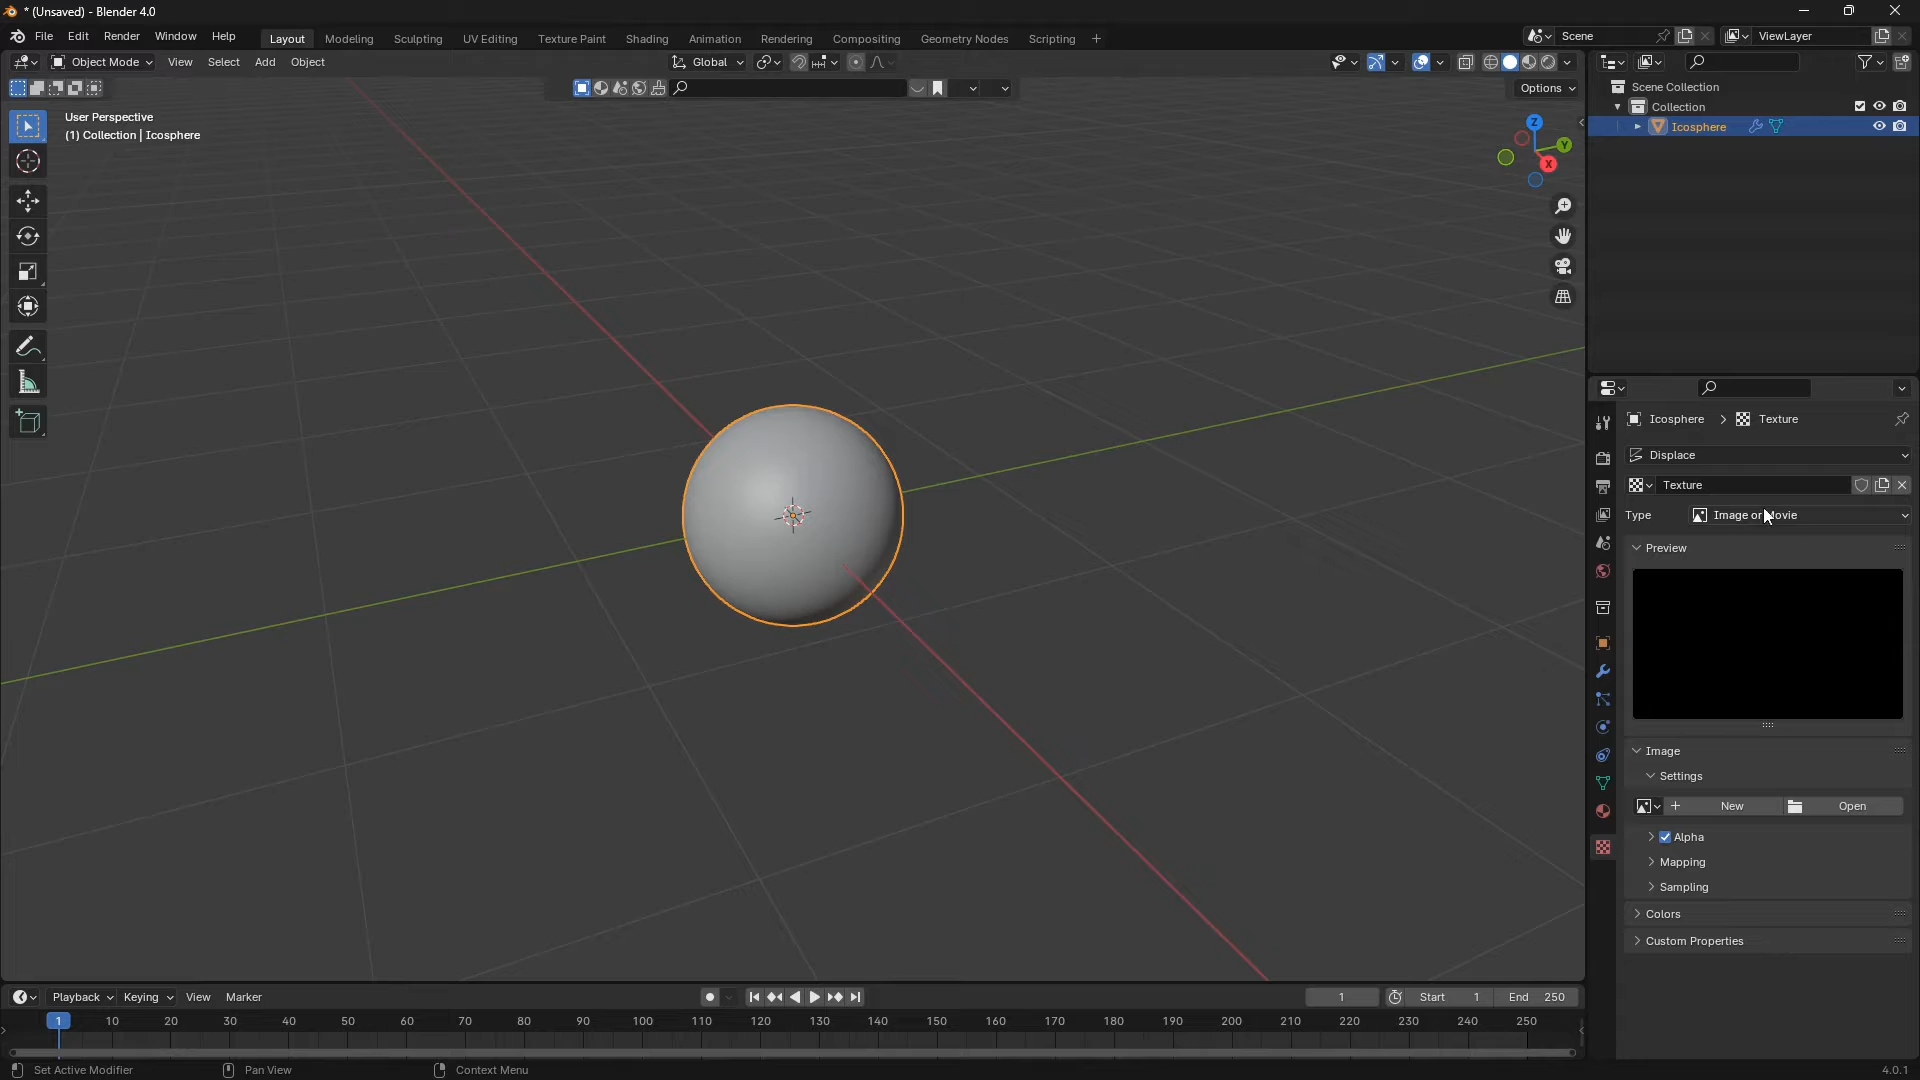 * (Unsaved) - Blender 4.0
File Edit Render Window Help
Layout Modeling Sculpting UV Editing Texture Paint Shading Animation Rendering Compositing Geometry Nodes Scripting +
Scene
ViewLayer
Object Mode View Select Add Object
Global
Options
User Perspective
(1) Collection | Icosphere
Z
Y
X
Scene Collection
Collection
Icosphere
Icosphere > Texture
Displace
Texture
Type Image or Movie
Preview
Image
Settings
New Open
Alpha
Mapping
Sampling
Colors
Custom Properties
Playback Keying View Marker
1 Start 1 End 250
1 10 20 30 40 50 60 70 80 90 100 110 120 130 140 150 160 170 180 190 200 210 220 230 240 250
Set Active Modifier Pan View Context Menu
4.0.1